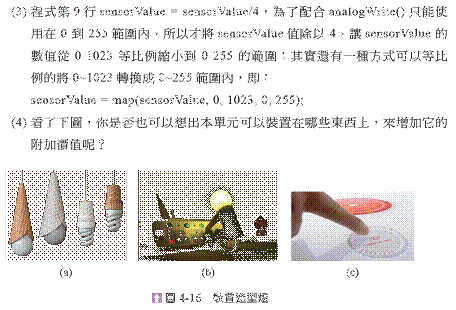 (3) 程式第 9 行 sensorValue = sensorValue/4,為了配合 analogWrite() 只能使
用在 0 到 255 範圍內,所以才將 sensorValue 值除以 4,讓 sensorValue 的
數值從 0-1023 等比例縮小到 0-255 的範圍;其實還有一種方式可以等比
例的將 0~1023 轉換成 0~255 範圍內,即:
sensorValue = map(sensorValue, 0, 1023, 0, 255);
(4) 看了下圖,你是否也可以想出本單元可以裝置在哪些東西上,來增加它的
附加價值呢?
(a) (b) (c)
圖 4-16 裝置造型燈